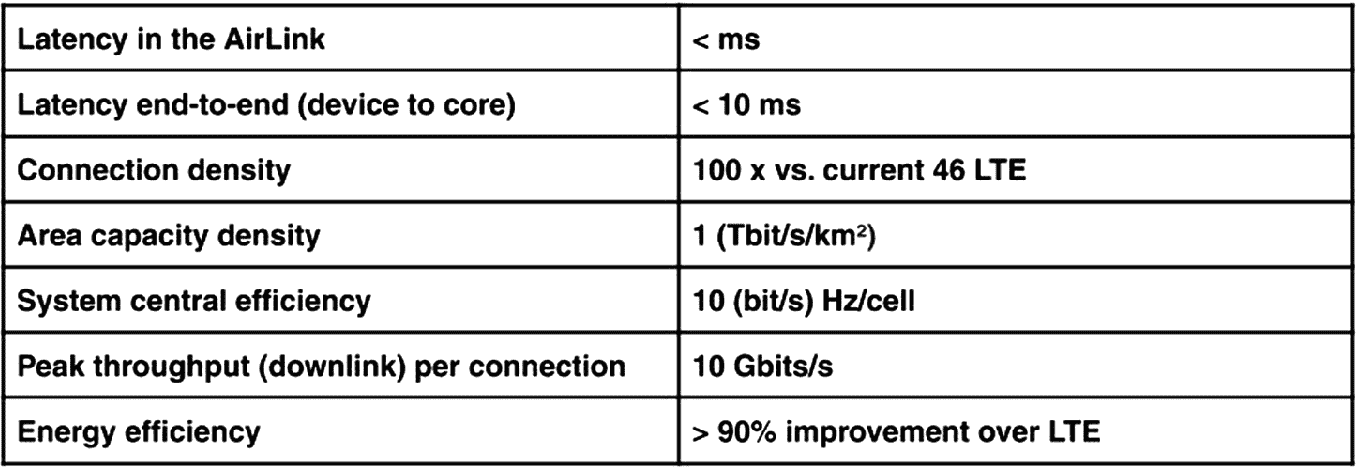 Latency in the AirLink < ms
Latency end-to-end (device to core) < 10 ms
Connection density 100 x vs. current 46 LTE
Area capacity density 1 (Tbit/s/km²)
System central efficiency 10 (bit/s) Hz/cell
Peak throughput (downlink) per connection 10 Gbits/s
Energy efficiency > 90% improvement over LTE